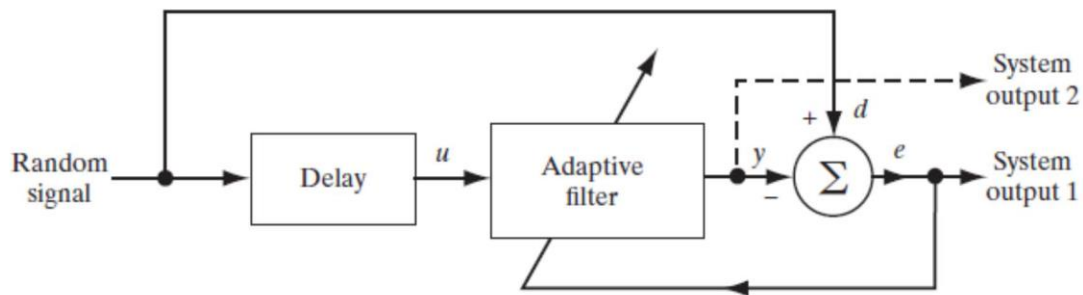 Random
signal
Delay
u
Adaptive
filter
y
−
+
d
Σ
e
System
output 2
System
output 1